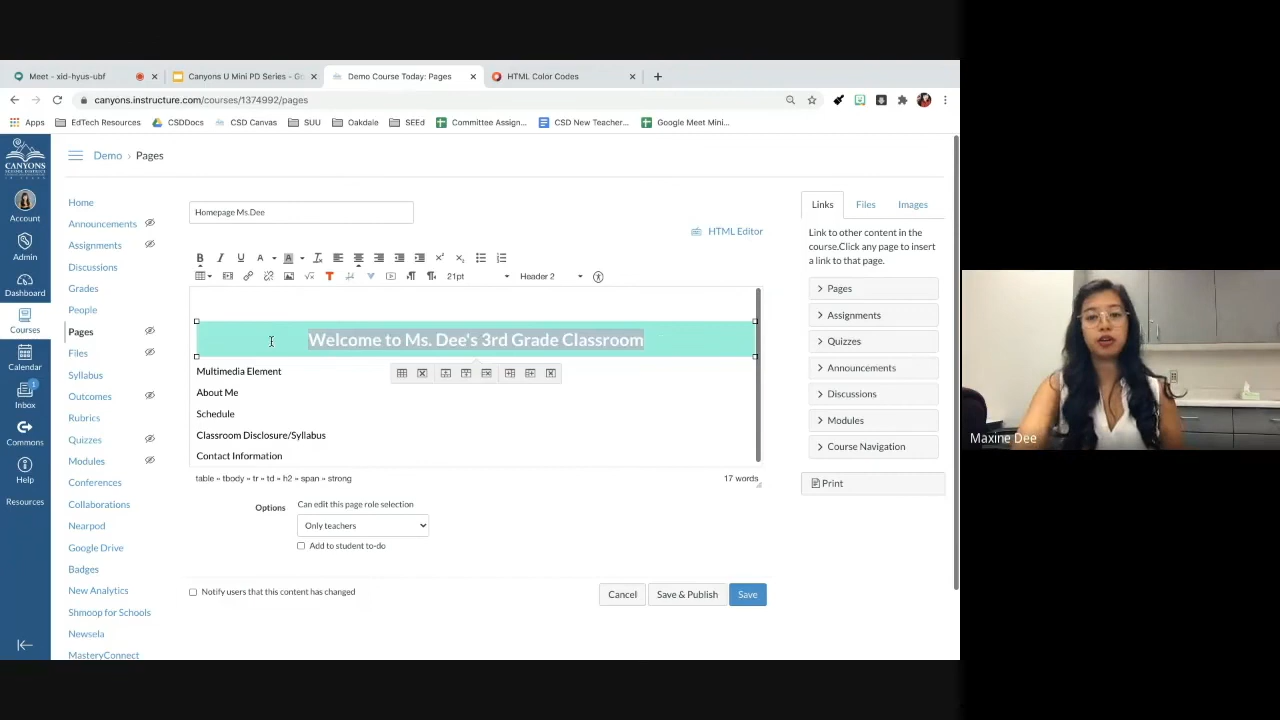 Meet - xid-hyus-ubf
Canyons U Mini PD Series - Go
Demo Course Today: Pages
HTML Color Codes
canyons.instructure.com/courses/1374992/pages
Apps
EdTech Resources
CSDDocs
CSD Canvas
SUU
Oakdale
SEEd
Committee Assign...
CSD New Teacher...
Google Meet Mini...
CANYONS
SCHOOL DISTRICT
Account
Admin
Dashboard
Courses
Calendar
1
Inbox
Commons
Help
Resources
Demo › Pages
Home
Announcements
Assignments
Discussions
Grades
People
Pages
Files
Syllabus
Outcomes
Rubrics
Quizzes
Modules
Conferences
Collaborations
Nearpod
Google Drive
Badges
New Analytics
Shmoop for Schools
Newsela
MasteryConnect
Homepage Ms.Dee
HTML Editor
21pt
Header 2
Welcome to Ms. Dee's 3rd Grade Classroom
Multimedia Element
About Me
Schedule
Classroom Disclosure/Syllabus
Contact Information
table » tbody » tr » td » h2 » span » strong
17 words
Options
Can edit this page role selection
Only teachers
Add to student to-do
Notify users that this content has changed
Cancel
Save & Publish
Save
Links
Files
Images
Link to other content in the
course.Click any page to insert
a link to that page.
Pages
Assignments
Quizzes
Announcements
Discussions
Modules
Course Navigation
Print
Maxine Dee